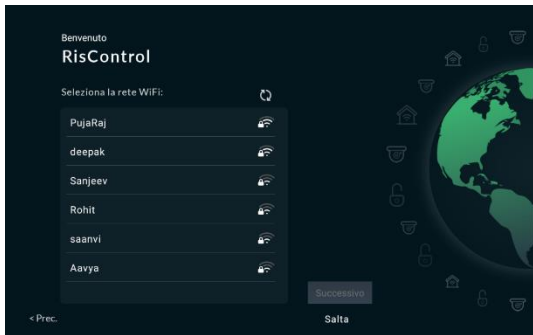 Benvenuto
RisControl
Seleziona la rete WiFi:
PujaRaj
deepak
Sanjeev
Rohit
saanvi
Aavya
Successivo
< Prec.
Salta